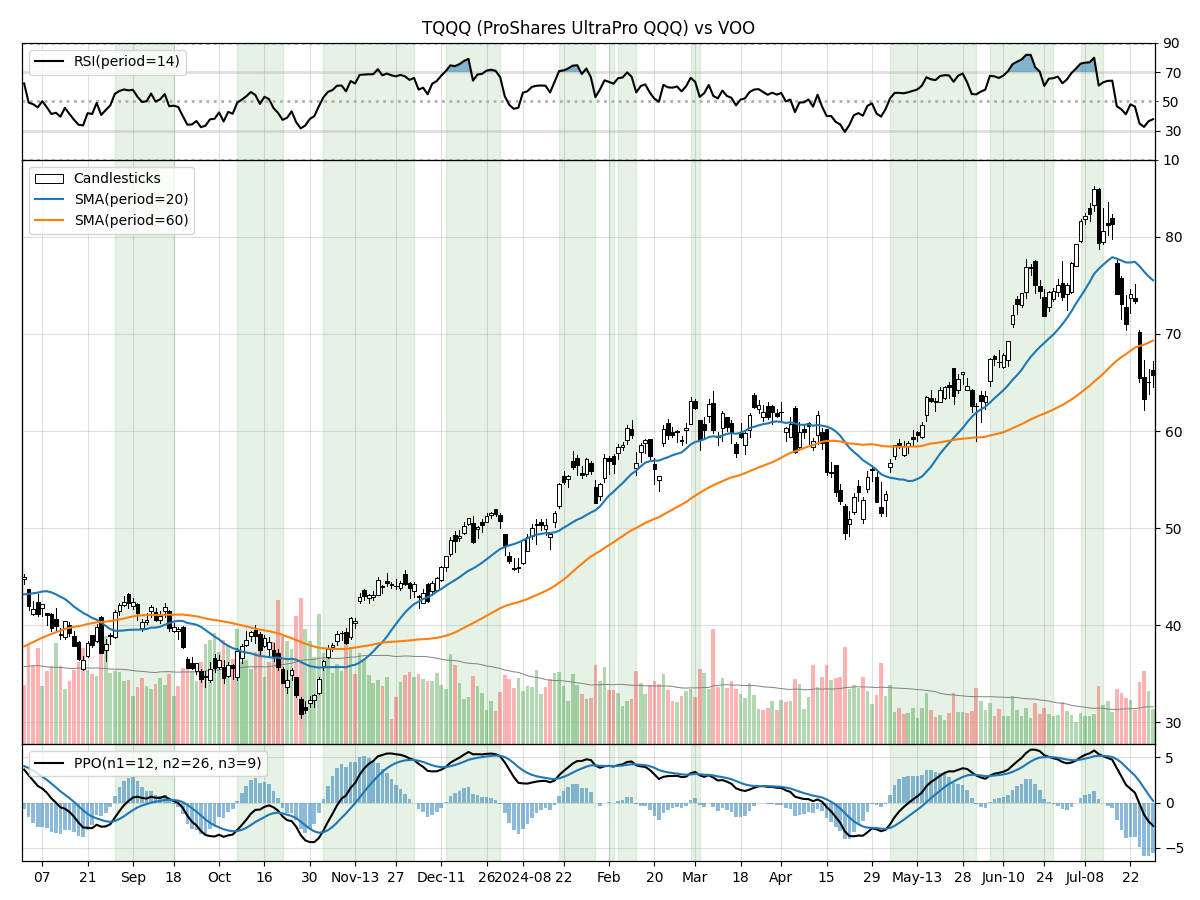 TQQQ (ProShares UltraPro QQQ) vs VOO
RSI(period=14)
90
70
50
30
10
Candlesticks
SMA(period=20)
SMA(period=60)
80
70
60
50
40
30
PPO(n1=12, n2=26, n3=9)
5
0
−5
07 21 Sep 18 Oct 16 30 Nov-13 27 Dec-11 26 2024-08 22 Feb 20 Mar 18 Apr 15 29 May-13 28 Jun-10 24 Jul-08 22